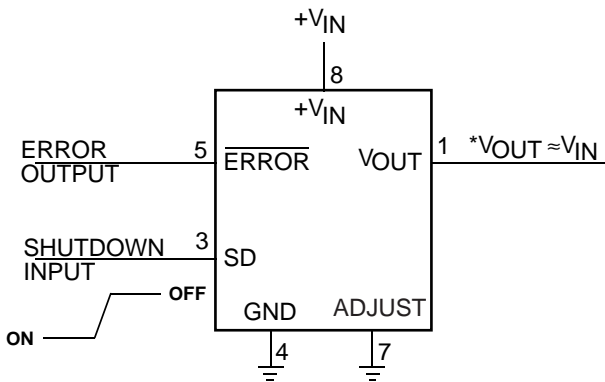 +VIN
8
+VIN
ERROR
OUTPUT
5
ERROR
VOUT
1
*VOUT ≈VIN
SHUTDOWN
INPUT
3
SD
OFF
ON
GND
ADJUST
4
7